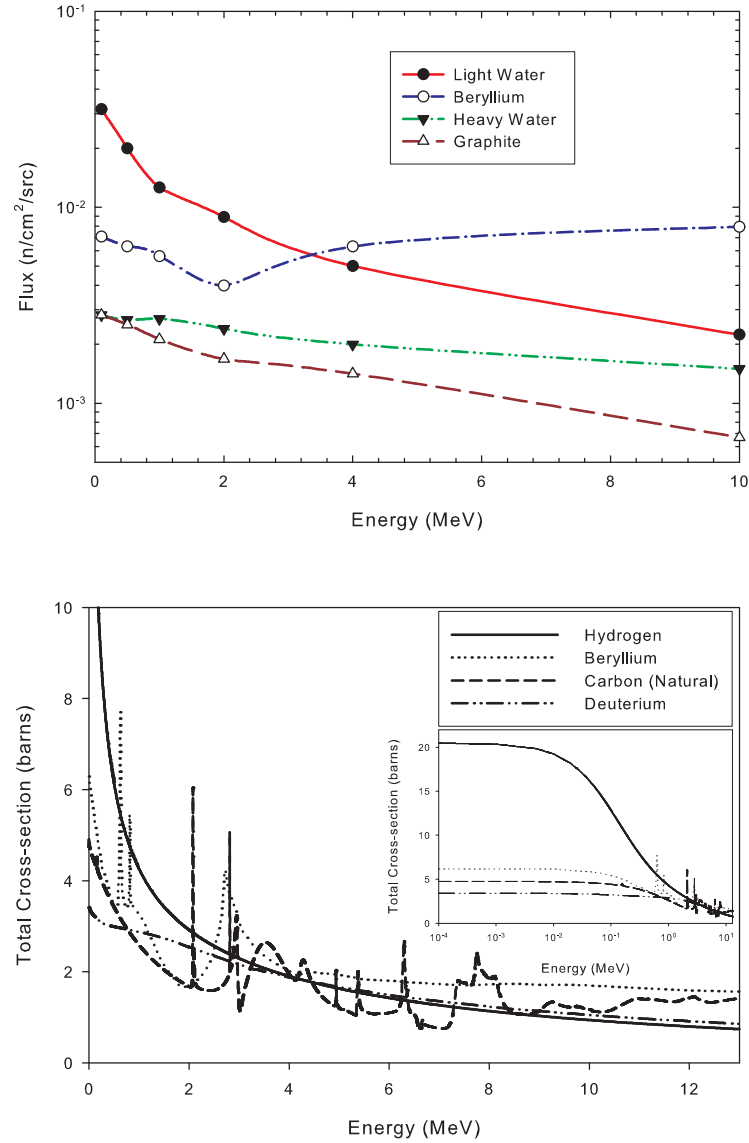 10^-1
Light Water
Beryllium
Heavy Water
Graphite
Flux (n/cm²/src)
10^-2
10^-3
0 2 4 6 8 10
Energy (MeV)
10
Hydrogen
Beryllium
Carbon (Natural)
Deuterium
8
6
4
2
0
Total Cross-section (barns)
20
15
10
5
0
Total Cross-section (barns)
10^-4 10^-3 10^-2 10^-1 10^0 10^1
Energy (MeV)
0 2 4 6 8 10 12
Energy (MeV)